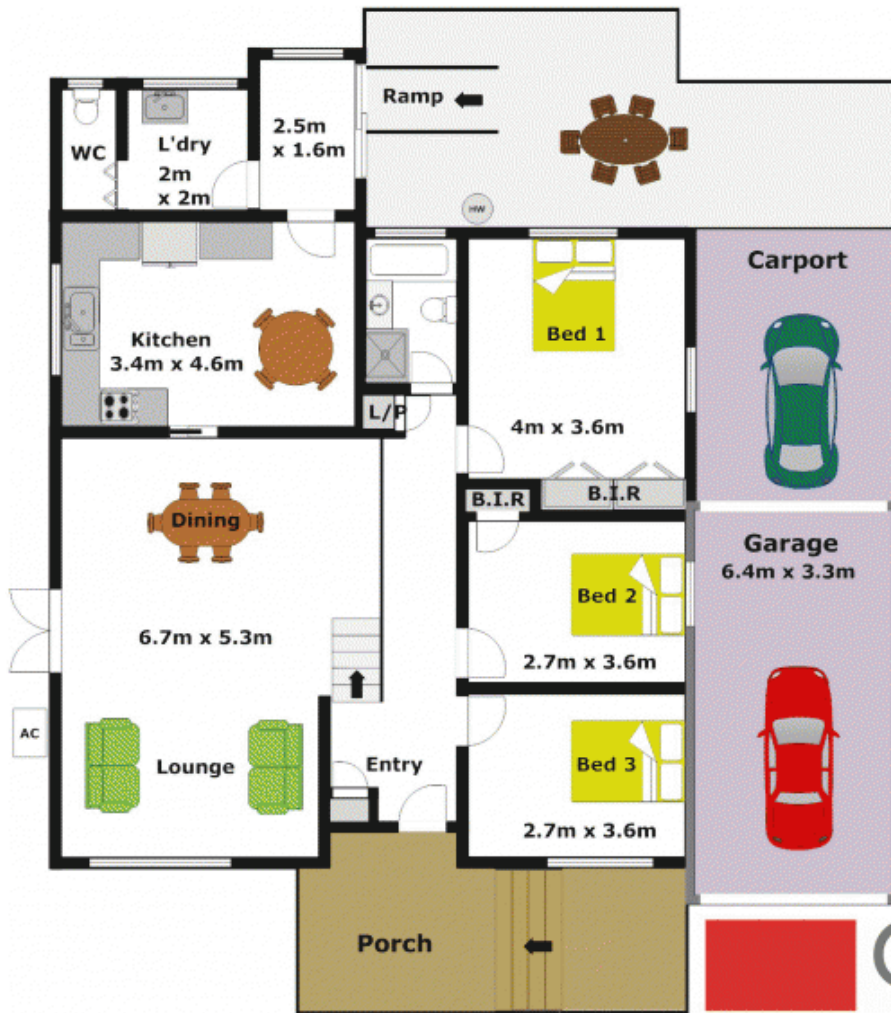 Ramp
WC
L'dry
2m
x 2m
2.5m
x 1.6m
HW
Carport
Kitchen
3.4m x 4.6m
Bed 1
4m x 3.6m
L/P
B.I.R
B.I.R
Dining
Garage
6.4m x 3.3m
Bed 2
2.7m x 3.6m
6.7m x 5.3m
AC
Lounge
Entry
Bed 3
2.7m x 3.6m
Porch